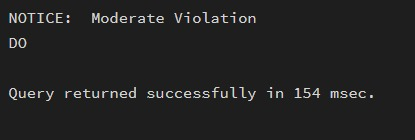 NOTICE:  Moderate Violation
DO
Query returned successfully in 154 msec.